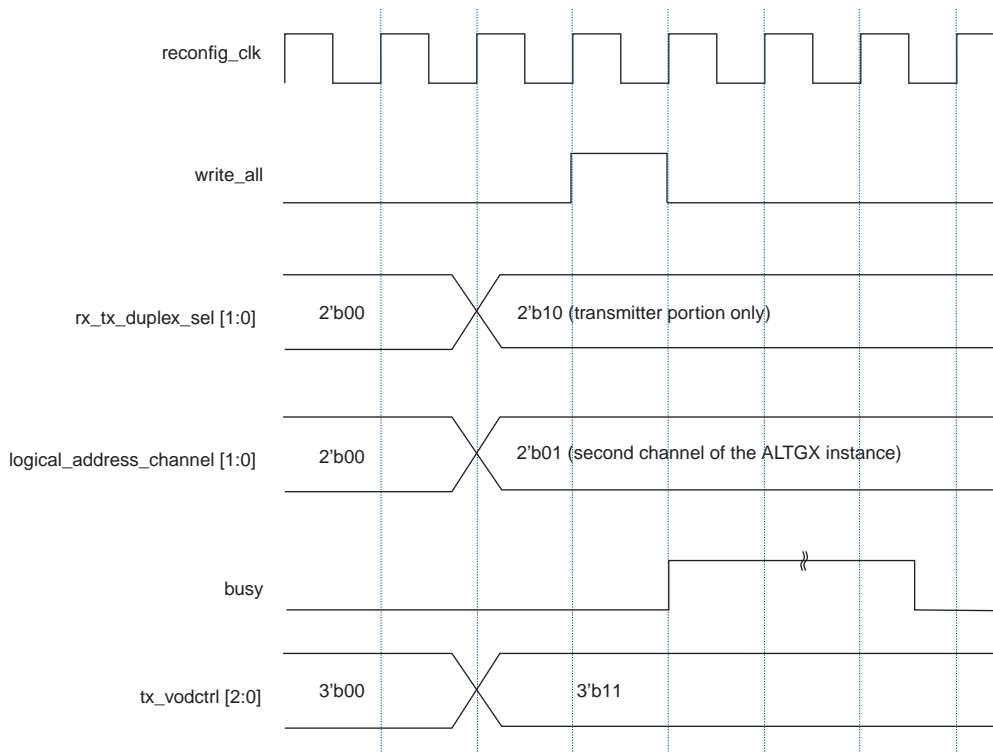 reconfig_clk
write_all
rx_tx_duplex_sel [1:0]
2'b00
2'b10 (transmitter portion only)
logical_address_channel [1:0]
2'b00
2'b01 (second channel of the ALTGX instance)
busy
tx_vodctrl [2:0]
3'b00
3'b11